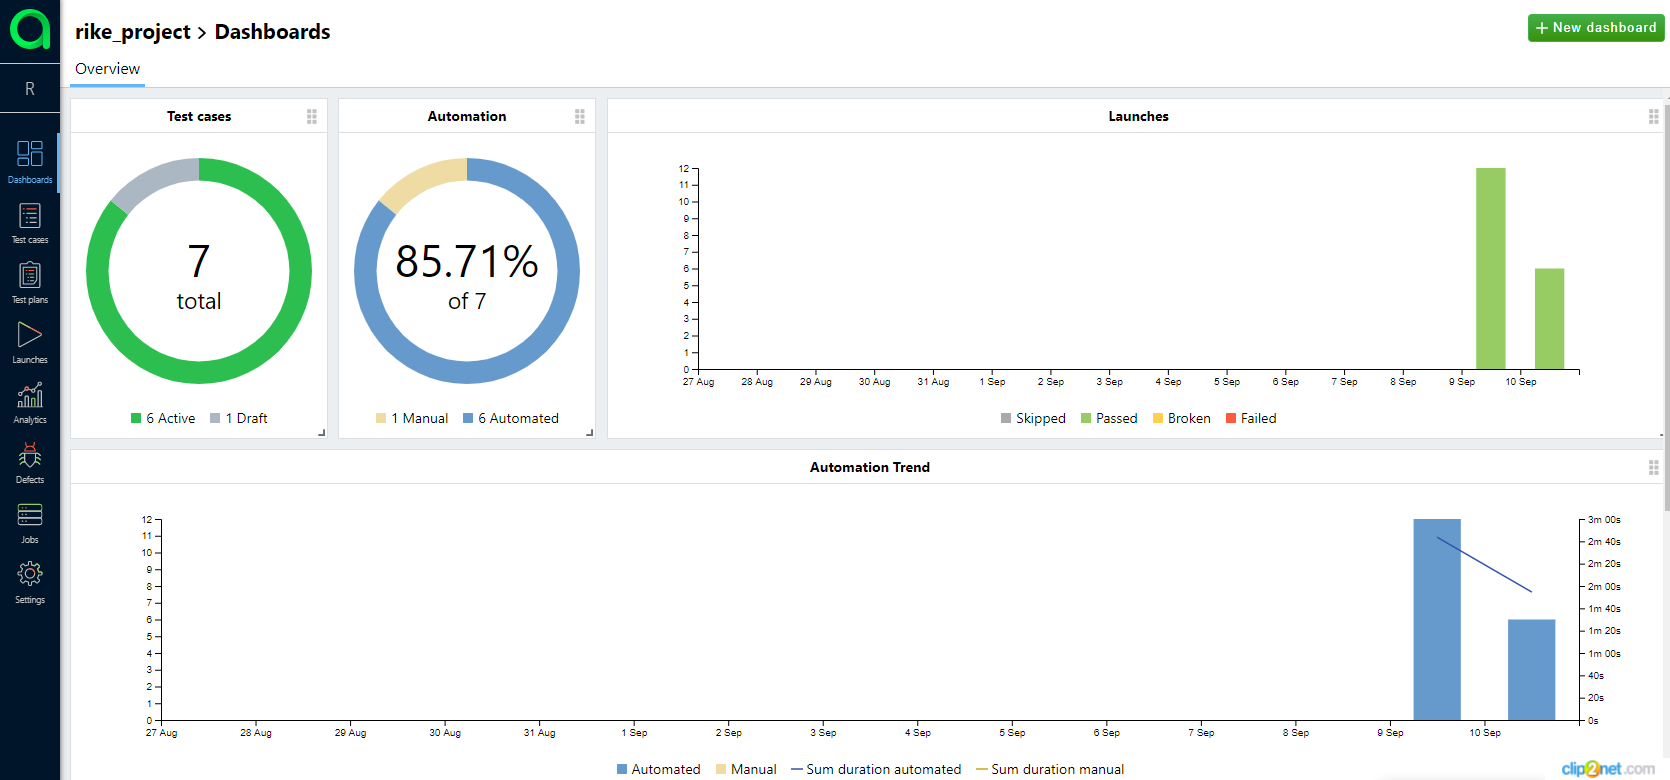 rike_project > Dashboards
+ New dashboard
Overview
R
Dashboards
Test cases
Test plans
Launches
Analytics
Defects
Jobs
Settings
Test cases
7
total
6 Active 1 Draft
Automation
85.71%
of 7
1 Manual 6 Automated
Launches
12
11
10
9
8
7
6
5
4
3
2
1
0
27 Aug 28 Aug 29 Aug 30 Aug 31 Aug 1 Sep 2 Sep 3 Sep 4 Sep 5 Sep 6 Sep 7 Sep 8 Sep 9 Sep 10 Sep
Skipped Passed Broken Failed
Automation Trend
12
11
10
9
8
7
6
5
4
3
2
1
0
3m 00s
2m 40s
2m 20s
2m 00s
1m 40s
1m 20s
1m 00s
40s
20s
0s
27 Aug 28 Aug 29 Aug 30 Aug 31 Aug 1 Sep 2 Sep 3 Sep 4 Sep 5 Sep 6 Sep 7 Sep 8 Sep 9 Sep 10 Sep
Automated Manual Sum duration automated Sum duration manual
clip2net.com